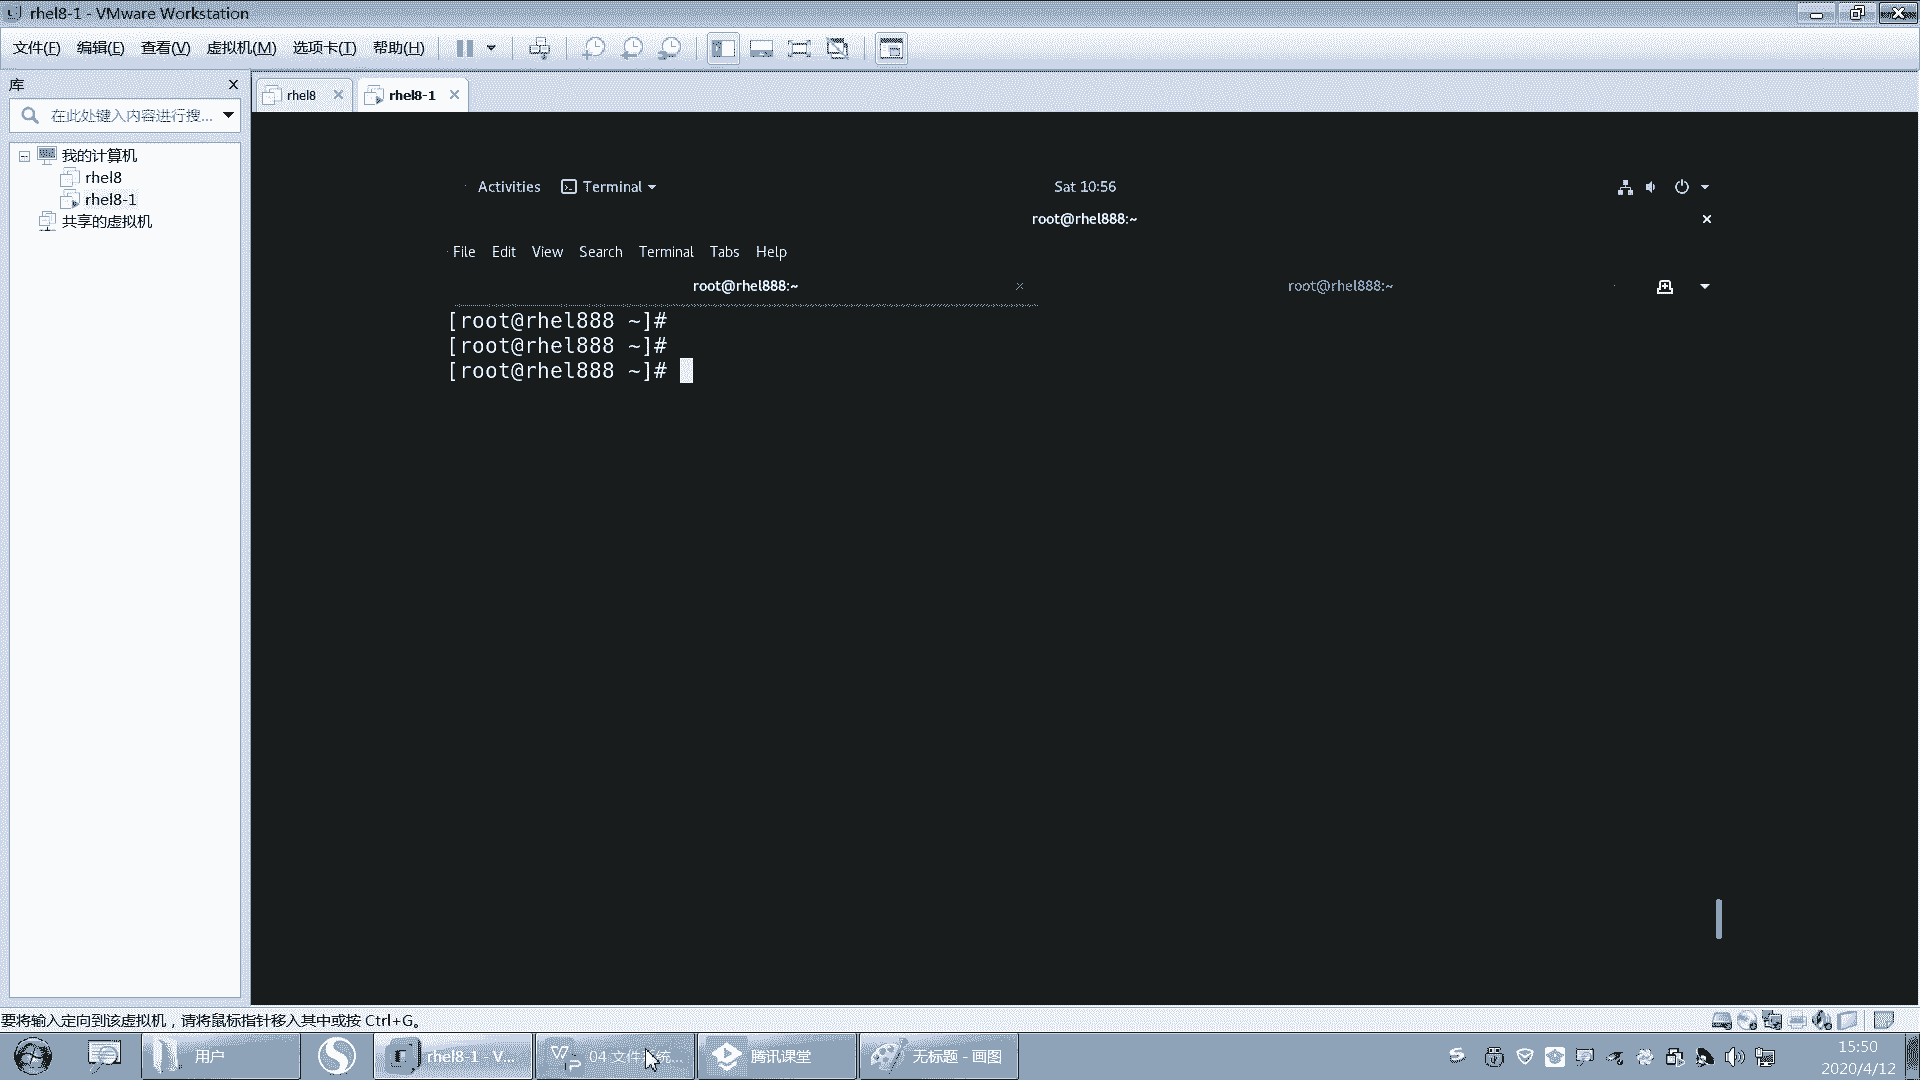 rhel8-1 - VMware Workstation
文件(F) 编辑(E) 查看(V) 虚拟机(M) 选项卡(T) 帮助(H)
库
在此处键入内容进行搜...
我的计算机
rhel8
rhel8-1
共享的虚拟机
rhel8 rhel8-1
Activities Terminal Sat 10:56
root@rhel888:~
File Edit View Search Terminal Tabs Help
root@rhel888:~ root@rhel888:~
[root@rhel888 ~]#
[root@rhel888 ~]#
[root@rhel888 ~]#
要将输入定向到该虚拟机，请将鼠标指针移入其中或按 Ctrl+G。
用户 rhel8-1 - V... 04 文件系统... 腾讯课堂 无标题 - 画图
15:50
2020/4/12